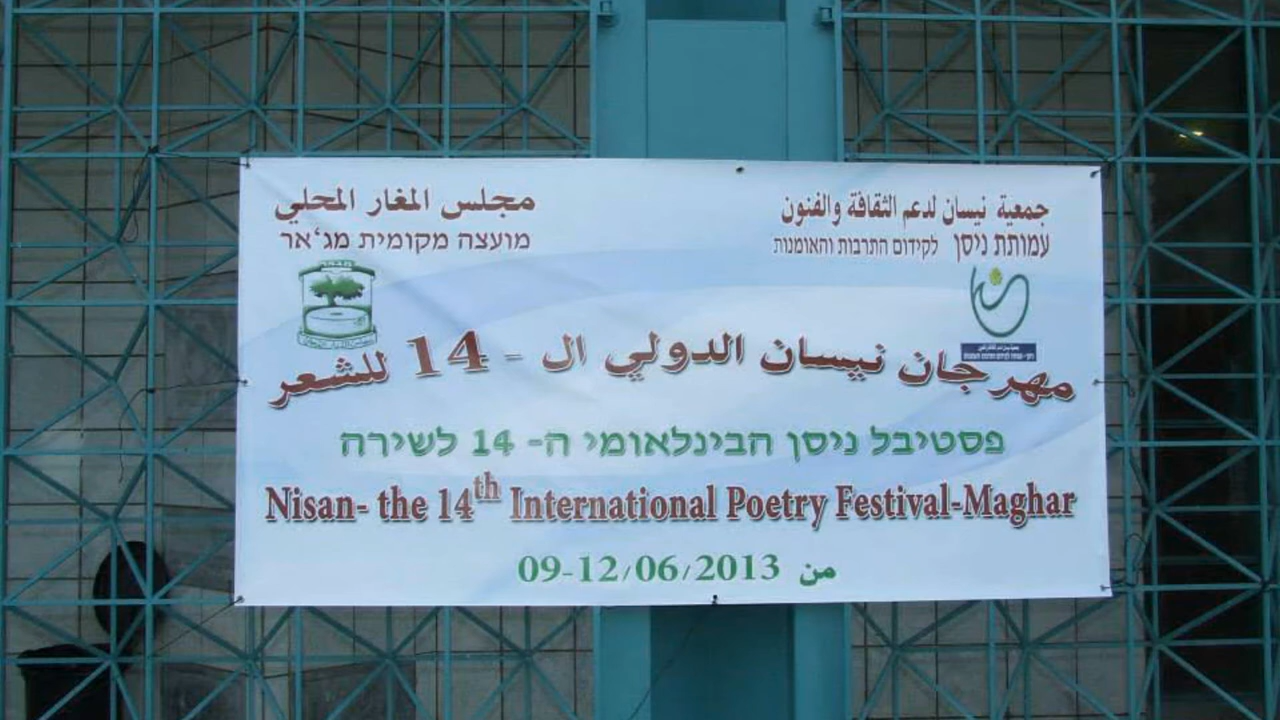 جمعية نيسان لدعم الثقافة والفنون
עמותת ניסן לקידום התרבות והאומנות
مجلس المغار المحلي
מועצה מקומית מג'אר
مهرجان نيسان الدولي ال - 14 للشعر
פסטיבל ניסן הבינלאומי ה- 14 לשירה
Nisan- the 14th International Poetry Festival-Maghar
من 09-12/06/2013